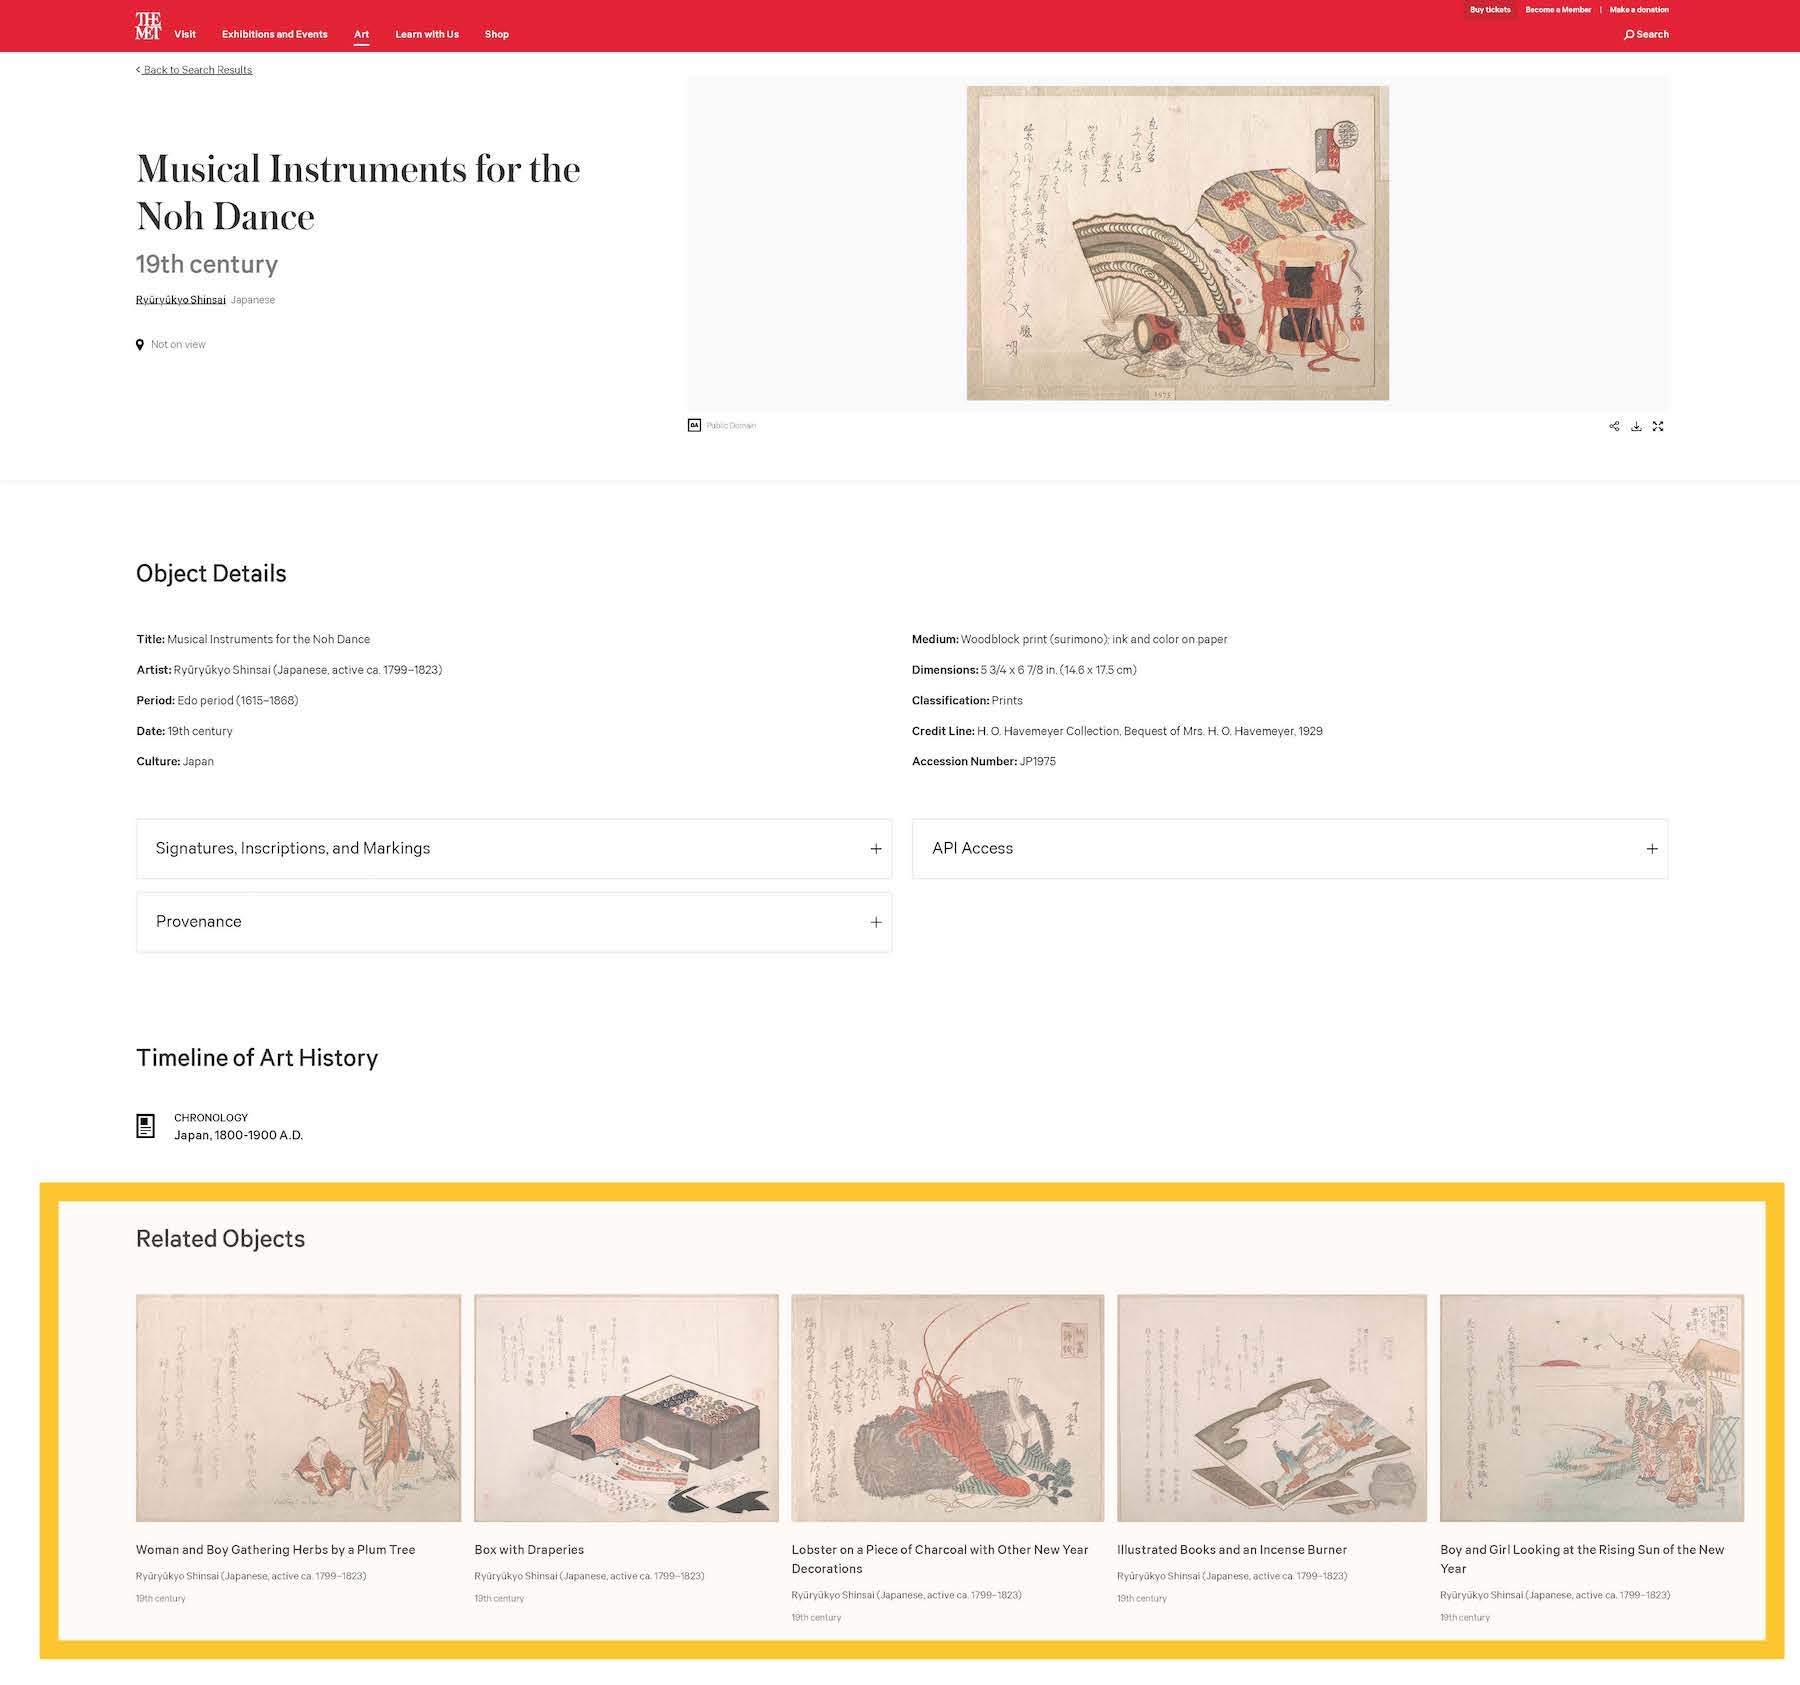 Buy tickets
Become a Member
|
Make a donation
THE
MET
Visit
Exhibitions and Events
Art
Learn with Us
Shop
Search
< Back to Search Results
Musical Instruments for the
Noh Dance
19th century
Ryūryūkyo Shinsai Japanese
Not on view
1975
OA Public Domain
Object Details
Title: Musical Instruments for the Noh Dance
Artist: Ryūryūkyo Shinsai (Japanese, active ca. 1799–1823)
Period: Edo period (1615–1868)
Date: 19th century
Culture: Japan
Medium: Woodblock print (surimono); ink and color on paper
Dimensions: 5 3/4 x 6 7/8 in. (14.6 x 17.5 cm)
Classification: Prints
Credit Line: H. O. Havemeyer Collection, Bequest of Mrs. H. O. Havemeyer, 1929
Accession Number: JP1975
Signatures, Inscriptions, and Markings +
API Access +
Provenance +
Timeline of Art History
CHRONOLOGY
Japan, 1800-1900 A.D.
Related Objects
Woman and Boy Gathering Herbs by a Plum Tree
Ryūryūkyo Shinsai (Japanese, active ca. 1799–1823)
19th century
Box with Draperies
Ryūryūkyo Shinsai (Japanese, active ca. 1799–1823)
19th century
Lobster on a Piece of Charcoal with Other New Year
Decorations
Ryūryūkyo Shinsai (Japanese, active ca. 1799–1823)
19th century
Illustrated Books and an Incense Burner
Ryūryūkyo Shinsai (Japanese, active ca. 1799–1823)
19th century
Boy and Girl Looking at the Rising Sun of the New
Year
Ryūryūkyo Shinsai (Japanese, active ca. 1799–1823)
19th century